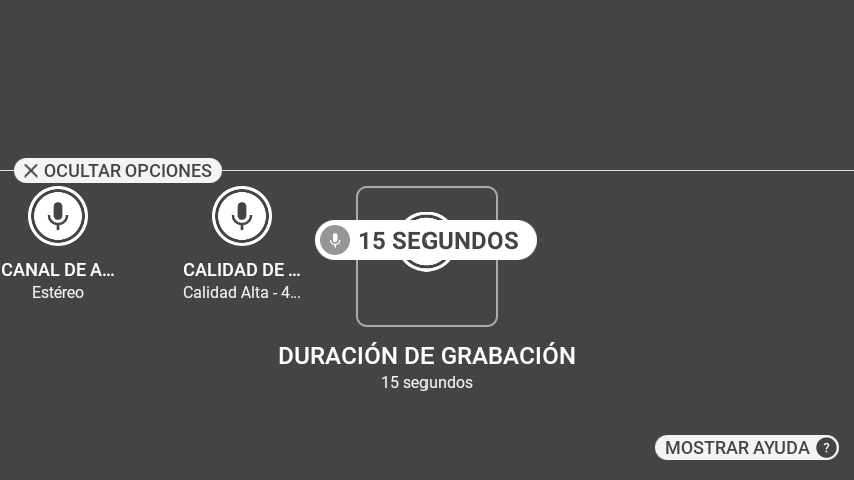 OCULTAR OPCIONES
15 SEGUNDOS
CANAL DE A...
Estéreo
CALIDAD DE ...
Calidad Alta - 4...
DURACIÓN DE GRABACIÓN
15 segundos
MOSTRAR AYUDA ?